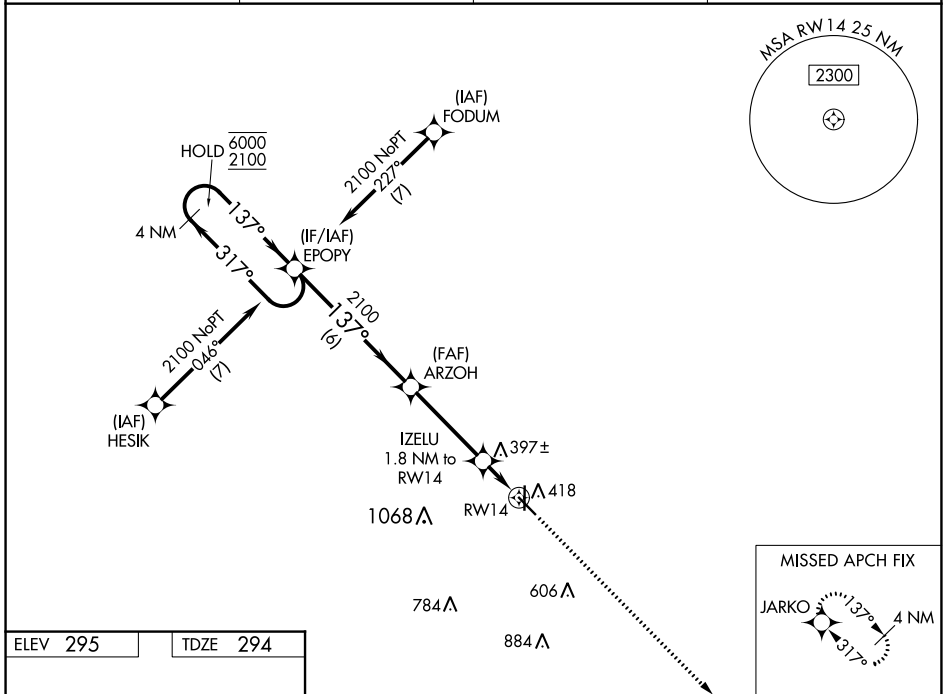 MSA RW14 25 NM
2300
(IAF)
FODUM
2100 NoPT
227°
(7)
HOLD
6000
2100
4 NM
137°
317°
(IF/IAF)
EPOPY
2100
137°
(6)
2100 NoPT
046°
(7)
(IAF)
HESIK
(FAF)
ARZOH
IZELU
1.8 NM to
RW14
397±
RW14
418
1068
784
606
884
MISSED APCH FIX
JARKO
137°
4 NM
317°
ELEV 295
TDZE 294